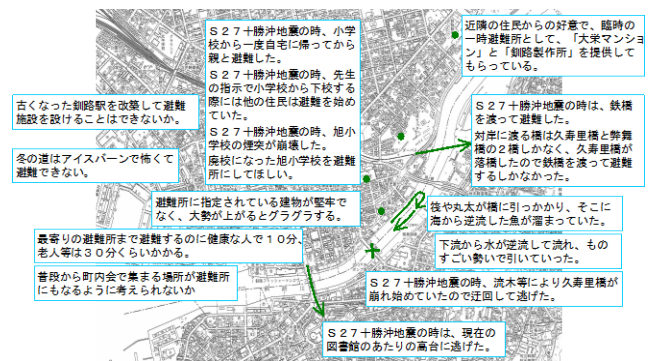 近隣の住民からの好意で、臨時の
一時避難所として、「大栄マンショ
ン」と「釧路製作所」を提供して
もらっている。
Ｓ２７十勝沖地震の時、小学
校から一度自宅に帰ってから
親と避難した。
Ｓ２７十勝沖地震の時、先生
の指示で小学校から下校する
際には他の住民は避難を始め
ていた。
Ｓ２７十勝沖地震の時、旭小
学校の煙突が崩壊した。
廃校になった旭小学校を避難
所にしてほしい。
古くなった釧路駅を改築して避難
施設を設けることはできないか。
Ｓ２７十勝沖地震の時は、鉄橋
を渡って避難した。
対岸に渡る橋は久寿里橋と弊舞
橋の２橋しかなく、久寿里橋が
落橋したので鉄橋を渡って避難
するしかなかった。
冬の道はアイスバーンで怖くて
避難できない。
避難所に指定されている建物が堅牢で
なく、大勢が上がるとグラグラする。
筏や丸太が橋に引っかかり、そこに
海から逆流した魚が溜まっていた。
最寄りの避難所まで避難するのに健康な人で１０分、
老人等は３０分くらいかかる。
下流から水が逆流して流れ、もの
すごい勢いで引いていった。
普段から町内会で集まる場所が避難所
にもなるように考えられないか
Ｓ２７十勝沖地震の時、流木等により久寿里橋が
崩れ始めていたので迂回して逃げた。
Ｓ２７十勝沖地震の時は、現在の
図書館のあたりの高台に逃げた。